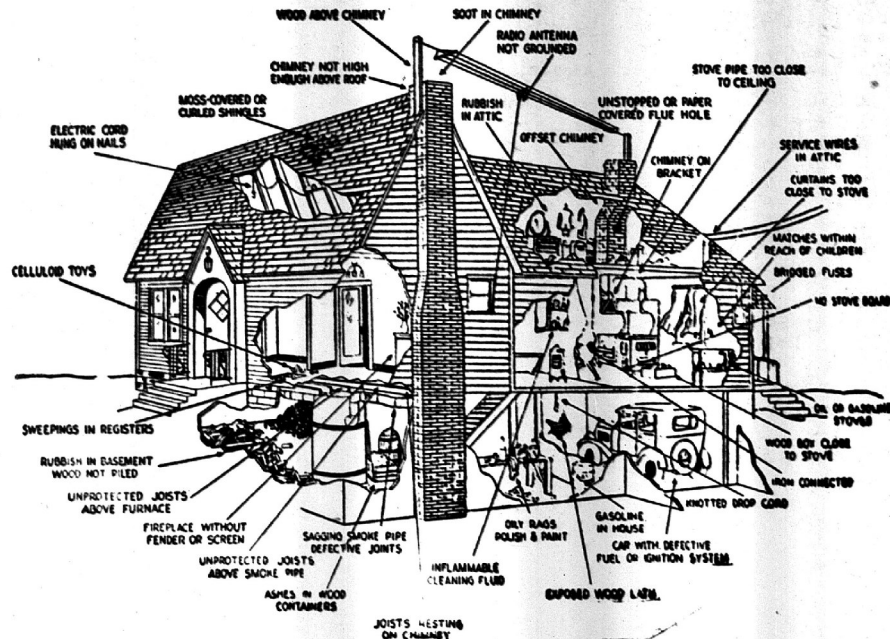 WOOD ABOVE CHIMNEY
SOOT IN CHIMNEY
RADIO ANTENNA
NOT GROUNDED
CHIMNEY NOT HIGH
ENOUGH ABOVE ROOF
STOVE PIPE TOO CLOSE
TO CEILING
MOSS-COVERED OR
CURLED SHINGLES
RUBBISH
IN ATTIC
UNSTOPPED OR PAPER
COVERED FLUE HOLE
ELECTRIC CORD
HUNG ON NAILS
OFFSET CHIMNEY
SERVICE WIRES
IN ATTIC
CHIMNEY ON
BRACKET
CURTAINS TOO
CLOSE TO STOVE
MATCHES WITHIN
REACH OF CHILDREN
CELLULOID TOYS
BRIDGED FUSES
NO STOVE BOARD
SWEEPINGS IN REGISTERS
OIL OR GASOLINE
STOVES
WOOD BOX CLOSE
TO STOVE
RUBBISH IN BASEMENT
WOOD NOT PILED
IRON CONNECTED
UNPROTECTED JOISTS
ABOVE FURNACE
KNOTTED DROP CORD
FIREPLACE WITHOUT
FENDER OR SCREEN
SAGGING SMOKE PIPE
DEFECTIVE JOINTS
OILY RAGS
POLISH & PAINT
GASOLINE
IN HOUSE
CAR WITH DEFECTIVE
FUEL OR IGNITION SYSTEM
UNPROTECTED JOISTS
ABOVE SMOKE PIPE
INFLAMMABLE
CLEANING FLUID
ASHES IN WOOD
CONTAINERS
EXPOSED WOOD LATH
JOISTS RESTING
ON CHIMNEY